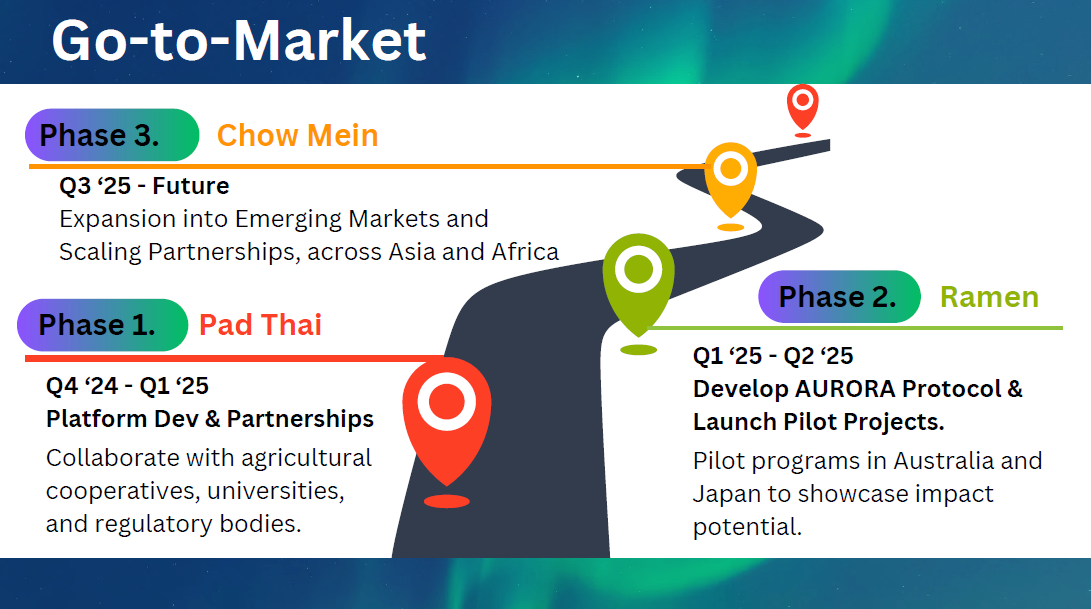 Go-to-Market
Phase 3. Chow Mein
Q3 ‘25 - Future
Expansion into Emerging Markets and
Scaling Partnerships, across Asia and Africa
Phase 1. Pad Thai
Q4 ‘24 - Q1 ‘25
Platform Dev & Partnerships
Collaborate with agricultural
cooperatives, universities,
and regulatory bodies.
Phase 2. Ramen
Q1 ‘25 - Q2 ‘25
Develop AURORA Protocol &
Launch Pilot Projects.
Pilot programs in Australia and
Japan to showcase impact
potential.